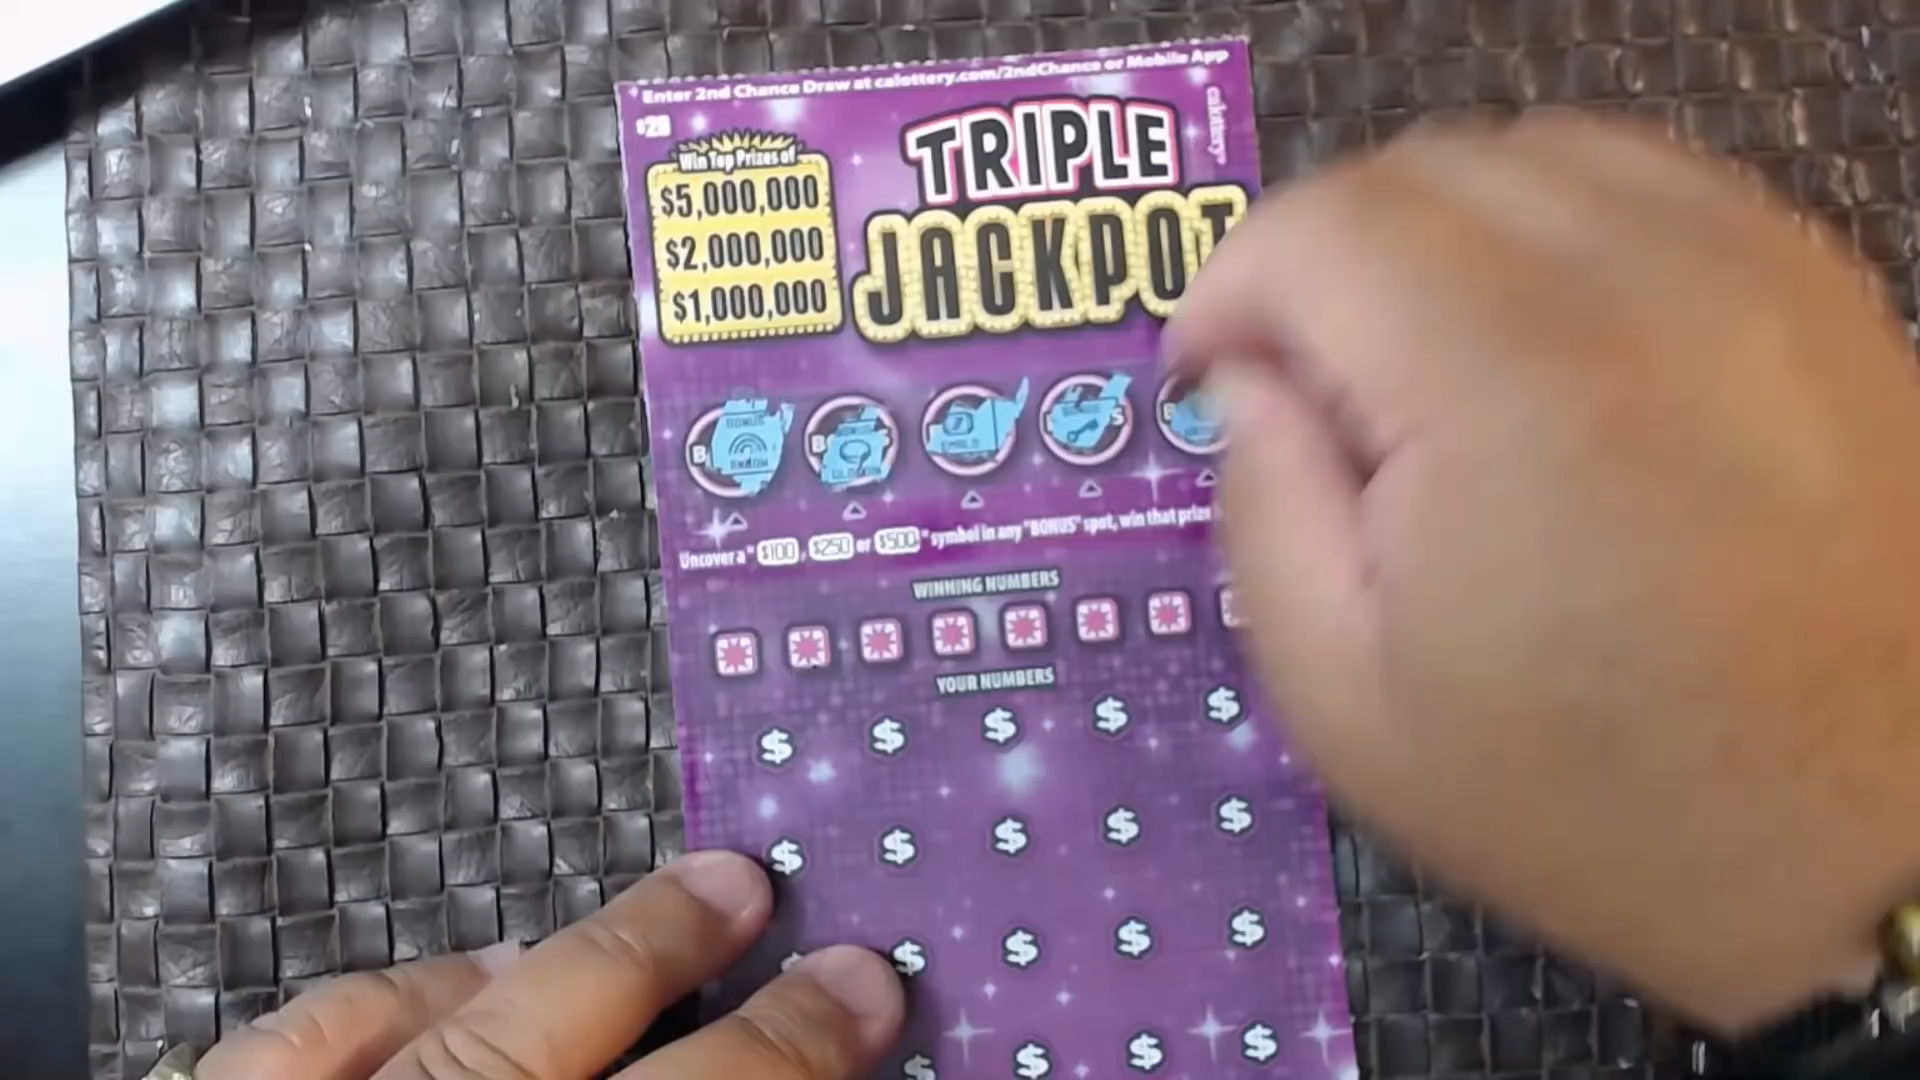 Enter 2nd Chance Draw at calottery.com/2ndChance or Mobile App
calottery
Win Top Prizes of
$5,000,000
$2,000,000
$1,000,000
TRIPLE
JACKPOT
BONUS
Uncover a "$100, $250 or $500" symbol in any "BONUS" spot, win that prize
WINNING NUMBERS
YOUR NUMBERS